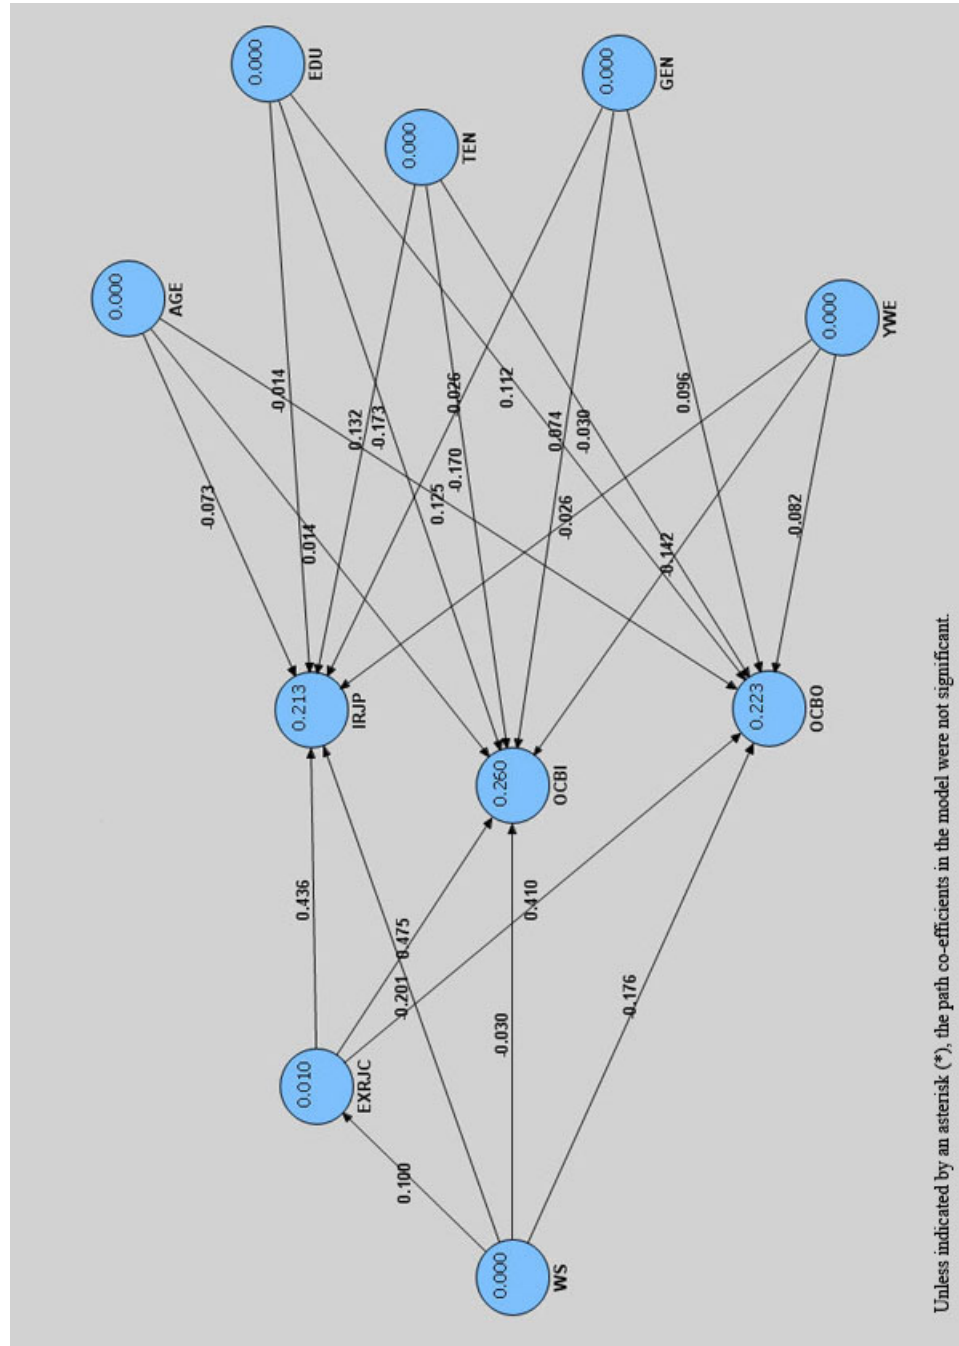 0.000
AGE
-0.073
0.000
EDU
-0.014
0.213
IRJP
0.436
0.010
EXRJC
0.014
0.132
-0.173
0.000
TEN
0.100
-0.201
0.475
0.125
0.026
-0.170
0.000
WS
-0.030
0.260
OCBI
0.112
0.410
0.074
-0.030
-0.026
0.000
GEN
-0.176
-0.142
0.096
0.223
OCBO
-0.082
0.000
YWE
Unless indicated by an asterisk (*), the path co-efficients in the model were not significant.